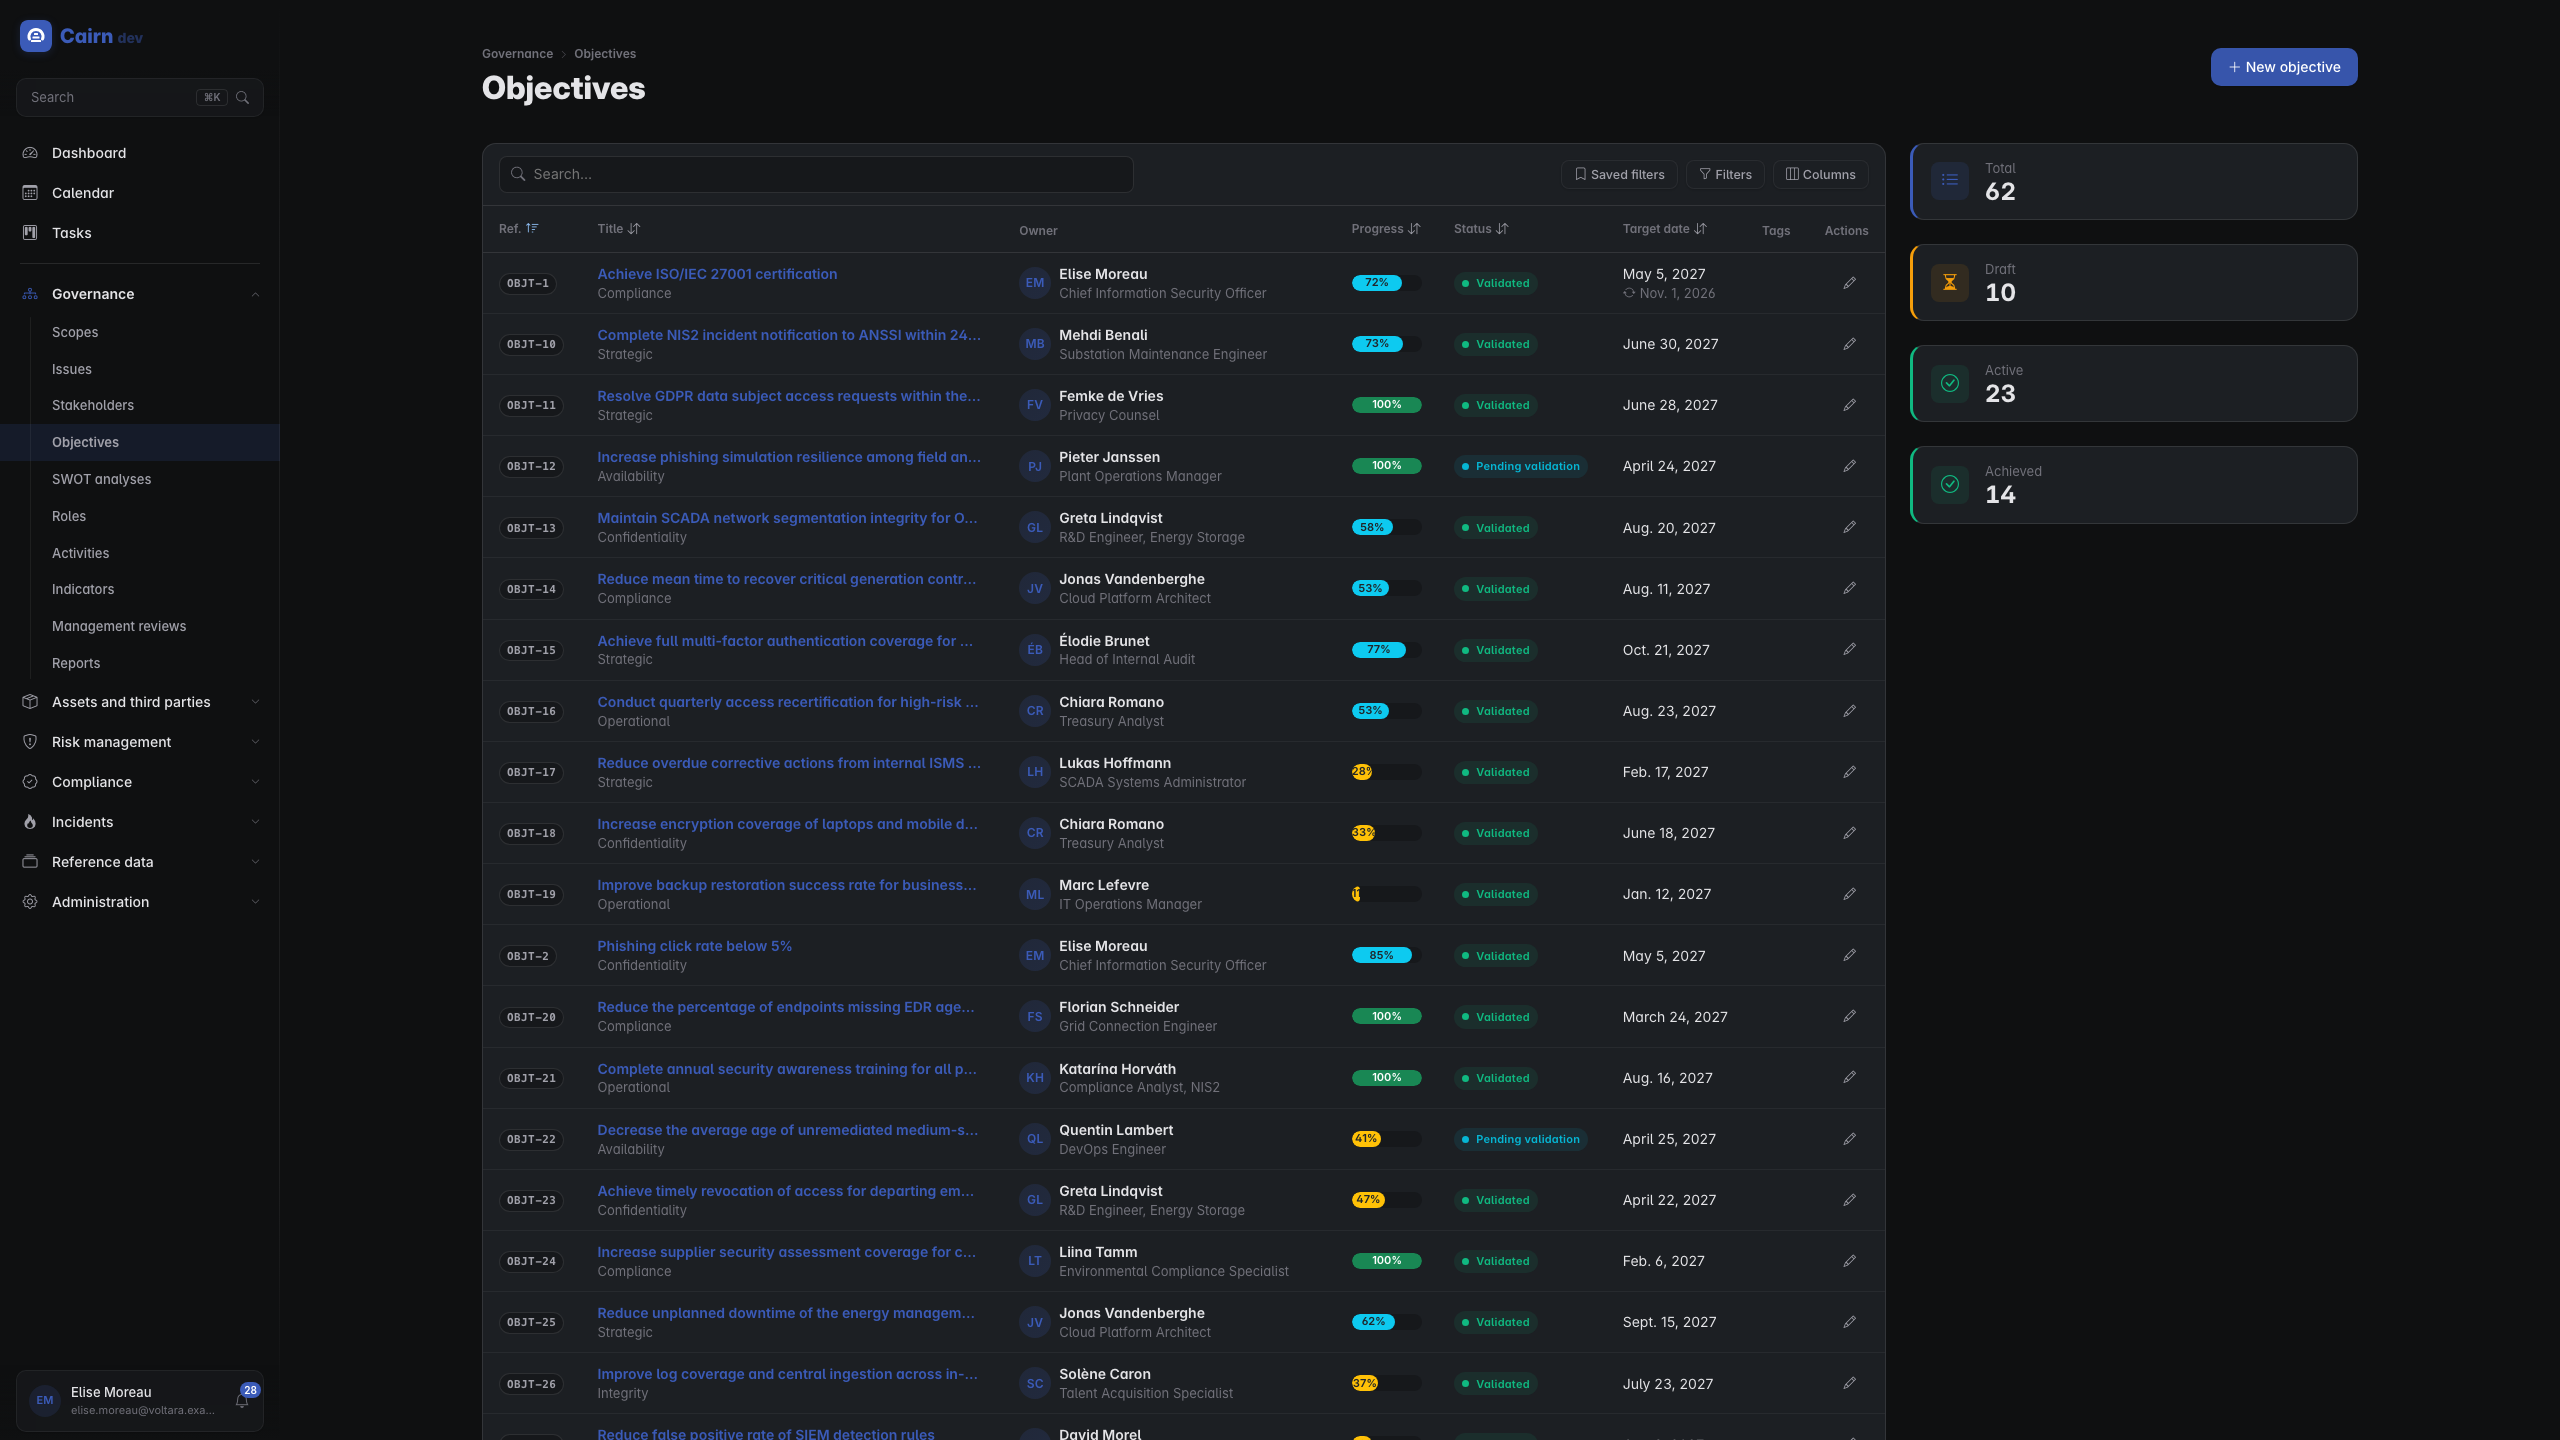 Cairn dev
Search ⌘K
Dashboard
Calendar
Tasks
Governance
Scopes
Issues
Stakeholders
Objectives
SWOT analyses
Roles
Activities
Indicators
Management reviews
Reports
Assets and third parties
Risk management
Compliance
Incidents
Reference data
Administration
EM Elise Moreau 28
elise.moreau@voltara.exa...
Governance > Objectives
Objectives
+ New objective
Search...
Saved filters Filters Columns
Ref. Title Owner Progress Status Target date Tags Actions
OBJT-1 Achieve ISO/IEC 27001 certification EM Elise Moreau 72% Validated May 5, 2027
Compliance Chief Information Security Officer Nov. 1, 2026
OBJT-10 Complete NIS2 incident notification to ANSSI within 24... MB Mehdi Benali 73% Validated June 30, 2027
Strategic Substation Maintenance Engineer
OBJT-11 Resolve GDPR data subject access requests within the... FV Femke de Vries 100% Validated June 28, 2027
Strategic Privacy Counsel
OBJT-12 Increase phishing simulation resilience among field an... PJ Pieter Janssen 100% Pending validation April 24, 2027
Availability Plant Operations Manager
OBJT-13 Maintain SCADA network segmentation integrity for O... GL Greta Lindqvist 58% Validated Aug. 20, 2027
Confidentiality R&D Engineer, Energy Storage
OBJT-14 Reduce mean time to recover critical generation contr... JV Jonas Vandenberghe 53% Validated Aug. 11, 2027
Compliance Cloud Platform Architect
OBJT-15 Achieve full multi-factor authentication coverage for ... ÉB Élodie Brunet 77% Validated Oct. 21, 2027
Strategic Head of Internal Audit
OBJT-16 Conduct quarterly access recertification for high-risk ... CR Chiara Romano 53% Validated Aug. 23, 2027
Operational Treasury Analyst
OBJT-17 Reduce overdue corrective actions from internal ISMS ... LH Lukas Hoffmann 28% Validated Feb. 17, 2027
Strategic SCADA Systems Administrator
OBJT-18 Increase encryption coverage of laptops and mobile d... CR Chiara Romano 33% Validated June 18, 2027
Confidentiality Treasury Analyst
OBJT-19 Improve backup restoration success rate for business... ML Marc Lefevre Validated Jan. 12, 2027
Operational IT Operations Manager
OBJT-2 Phishing click rate below 5% EM Elise Moreau 85% Validated May 5, 2027
Confidentiality Chief Information Security Officer
OBJT-20 Reduce the percentage of endpoints missing EDR age... FS Florian Schneider 100% Validated March 24, 2027
Compliance Grid Connection Engineer
OBJT-21 Complete annual security awareness training for all p... KH Katarína Horváth 100% Validated Aug. 16, 2027
Operational Compliance Analyst, NIS2
OBJT-22 Decrease the average age of unremediated medium-s... QL Quentin Lambert 41% Pending validation April 25, 2027
Availability DevOps Engineer
OBJT-23 Achieve timely revocation of access for departing em... GL Greta Lindqvist 47% Validated April 22, 2027
Confidentiality R&D Engineer, Energy Storage
OBJT-24 Increase supplier security assessment coverage for c... LT Liina Tamm 100% Validated Feb. 6, 2027
Compliance Environmental Compliance Specialist
OBJT-25 Reduce unplanned downtime of the energy managem... JV Jonas Vandenberghe 62% Validated Sept. 15, 2027
Strategic Cloud Platform Architect
OBJT-26 Improve log coverage and central ingestion across in-... SC Solène Caron 37% Validated July 23, 2027
Integrity Talent Acquisition Specialist
Reduce false positive rate of SIEM detection rules David Morel
Total
62
Draft
10
Active
23
Achieved
14